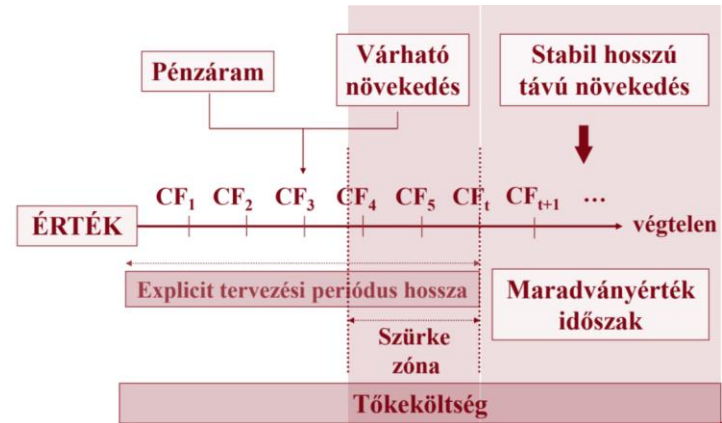 Pénzáram
Várható
növekedés
Stabil hosszú
távú növekedés
CF1 CF2 CF3 CF4 CF5 CFt CFt+1 ...
ÉRTÉK
végtelen
Explicit tervezési periódus hossza
Maradványérték
időszak
Szürke
zóna
Tőkeköltség